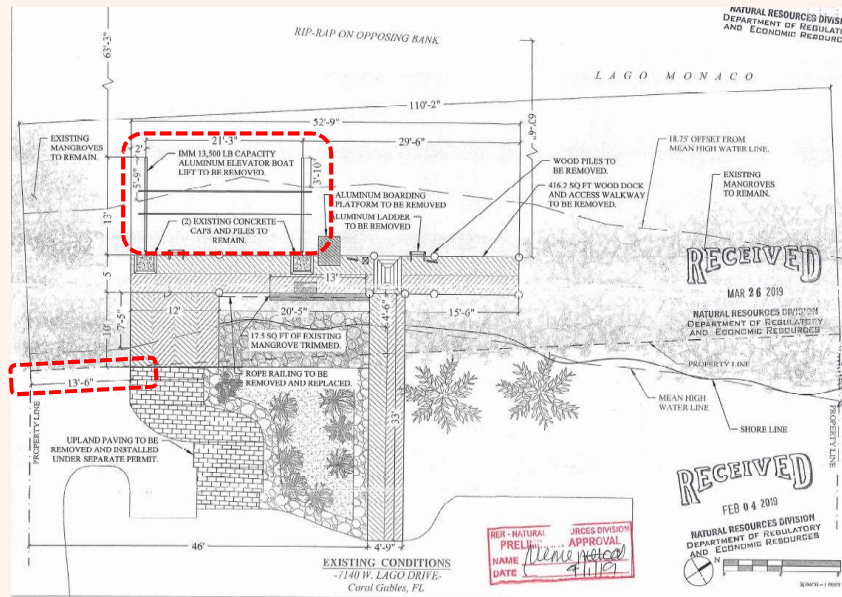 NATURAL RESOURCES DIVISI
DEPARTMENT OF REGULATO
AND ECONOMIC RESOURC
RIP-RAP ON OPPOSING BANK
LAGO MONACO
63'-3"
110'-2"
52'-9"
63'-6"
21'-3"
29'-6"
2'
EXISTING
MANGROVES
TO REMAIN.
IMM 13,500 LB CAPACITY
ALUMINUM ELEVATOR BOAT
LIFT TO BE REMOVED.
5'-9"
3'-10"
18.75' OFFSET FROM
MEAN HIGH WATER LINE.
WOOD PILES TO
BE REMOVED.
416.2 SQ FT WOOD DOCK
AND ACCESS WALKWAY
TO BE REMOVED.
EXISTING
MANGROVES
TO REMAIN.
ALUMINUM BOARDING
PLATFORM TO BE REMOVED
ALUMINUM LADDER
TO BE REMOVED
13'
(2) EXISTING CONCRETE
CAPS AND PILES TO
REMAIN.
RECEIVED
MAR 26 2019
NATURAL RESOURCES DIVISION
DEPARTMENT OF REGULATORY
AND ECONOMIC RESOURCES
5
13'
10'
7'-5"
12'
20'-5"
4'-6"
15'-6"
17.5 SQ FT OF EXISTING
MANGROVE TRIMMED.
PROPERTY LINE
13'-6"
ROPE RAILING TO BE
REMOVED AND REPLACED.
MEAN HIGH
WATER LINE
SHORE LINE
33'
PROPERTY LINE
PROPERTY LINE
UPLAND PAVING TO BE
REMOVED AND INSTALLED
UNDER SEPARATE PERMIT.
RECEIVED
FEB 04 2019
NATURAL RESOURCES DIVISION
DEPARTMENT OF REGULATORY
AND ECONOMIC RESOURCES
46'
4'-9"
EXISTING CONDITIONS
-7140 W. LAGO DRIVE-
Coral Gables, FL
RER - NATURAL URCES DIVISION
APPROVAL
NAME
DATE
N